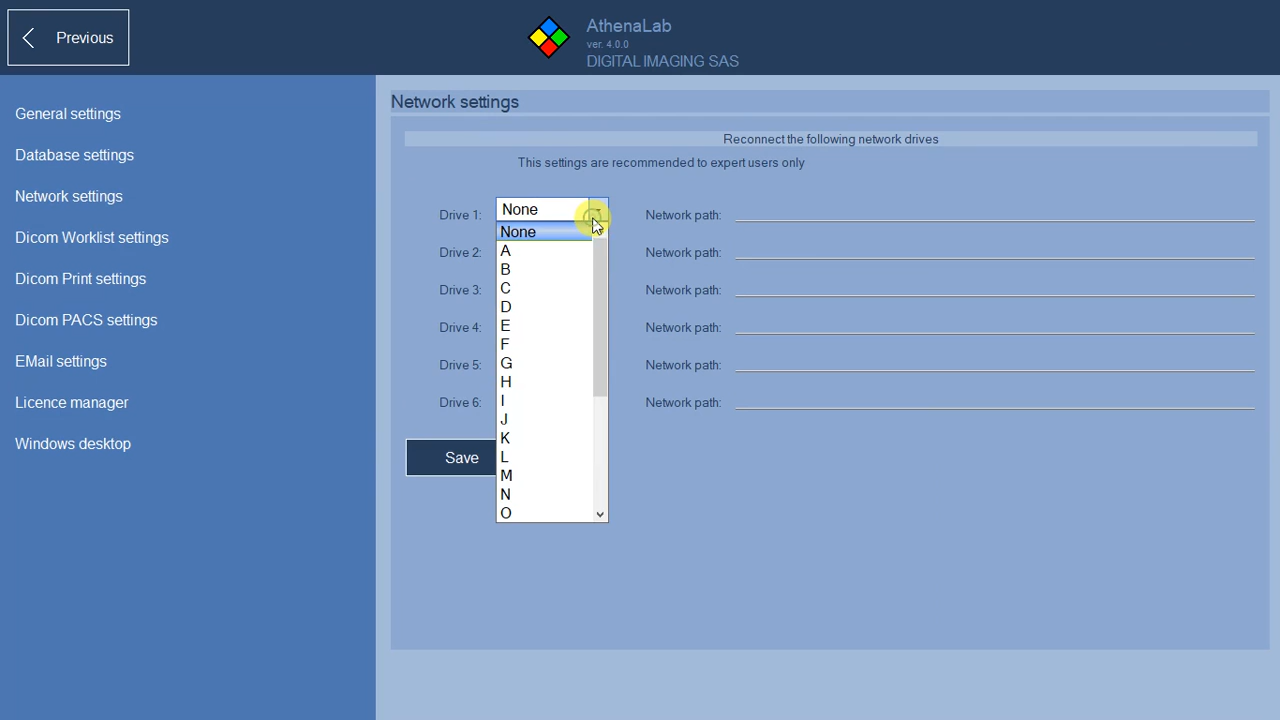 Previous
AthenaLab
ver. 4.0.0
DIGITAL IMAGING SAS
General settings
Database settings
Network settings
Dicom Worklist settings
Dicom Print settings
Dicom PACS settings
EMail settings
Licence manager
Windows desktop
Network settings
Reconnect the following network drives
This settings are recommended to expert users only
Drive 1: None Network path:
Drive 2: Network path:
Drive 3: Network path:
Drive 4: Network path:
Drive 5: Network path:
Drive 6: Network path:
None
A
B
C
D
E
F
G
H
I
J
K
L
M
N
O
Save